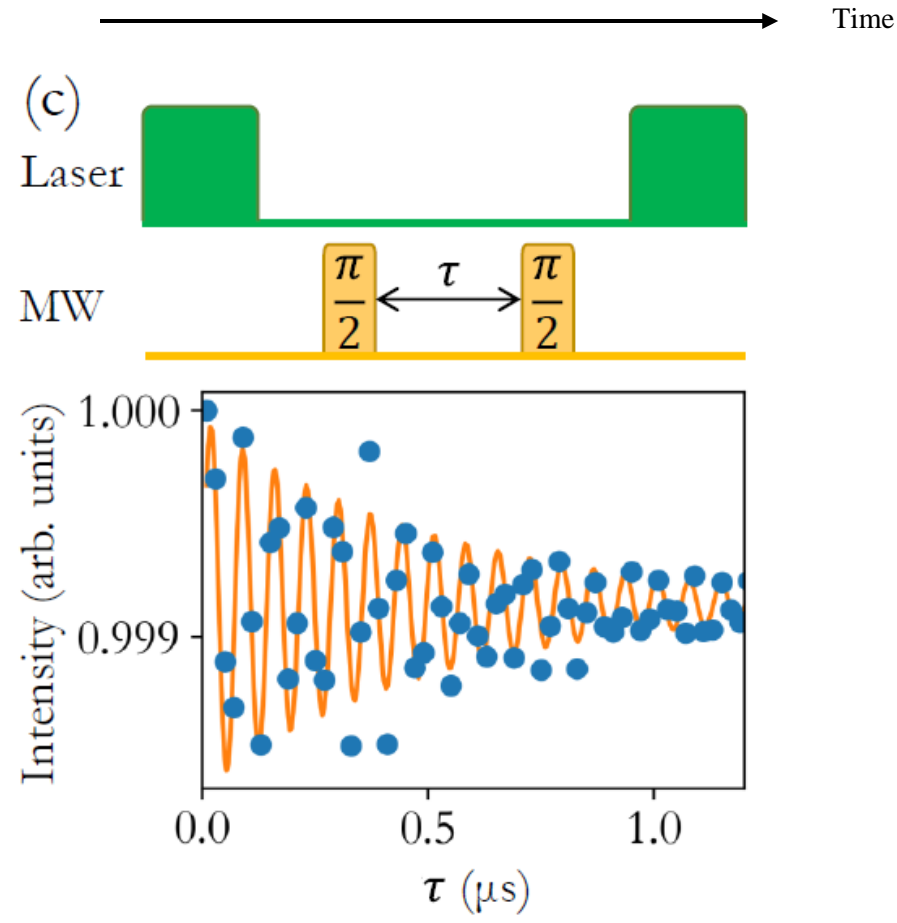 Time
(c)
Laser
MW
π/2
τ
π/2
Intensity (arb. units)
1.000
0.999
0.0
0.5
1.0
τ (μs)